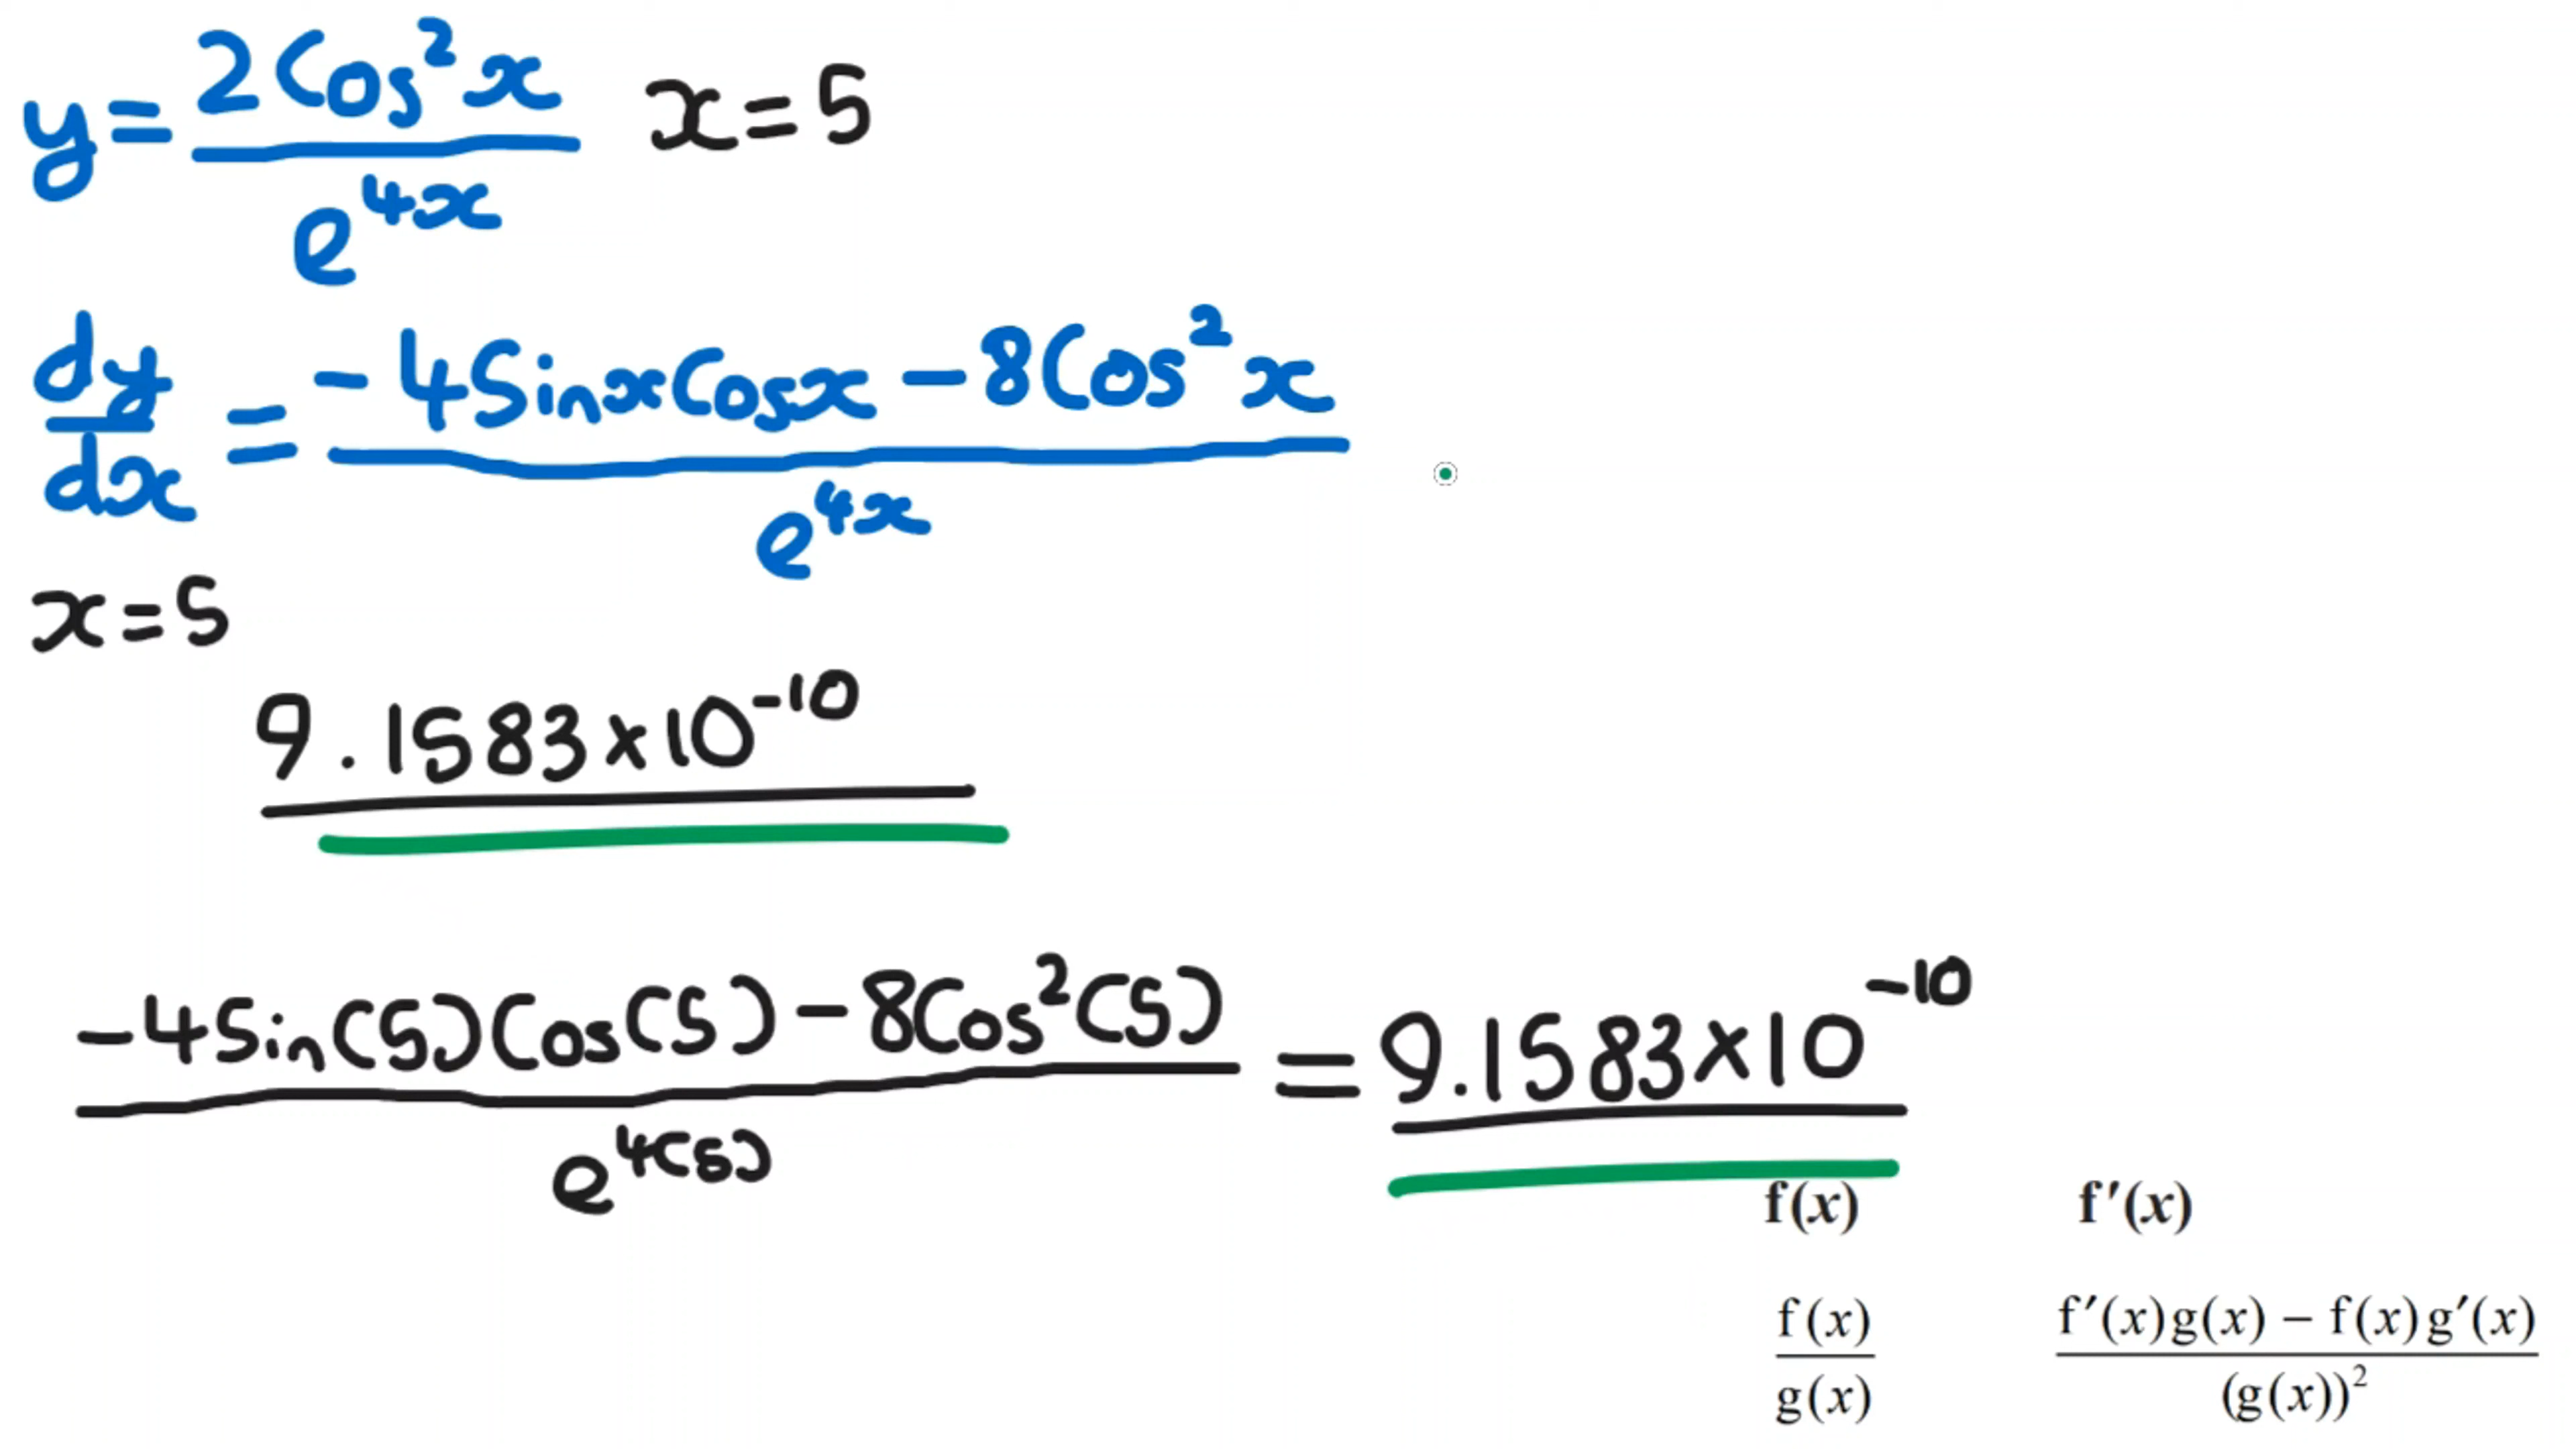 y = 2Cos²x / e^4x   x = 5
dy/dx = -4SinxCosx - 8Cos²x / e^4x
x = 5
9.1583 x 10^-10
-4Sin(5)Cos(5) - 8Cos²(5) / e^4(5) = 9.1583 x 10^-10
f(x)   f′(x)
f(x) / g(x)   f′(x)g(x) − f(x)g′(x) / (g(x))²